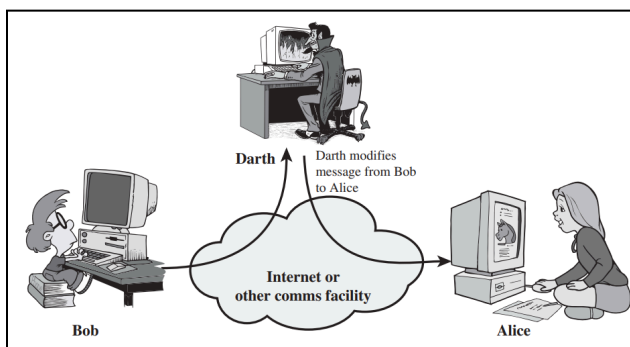 Darth
Darth modifies
message from Bob
to Alice
Internet or
other comms facility
Bob
Alice